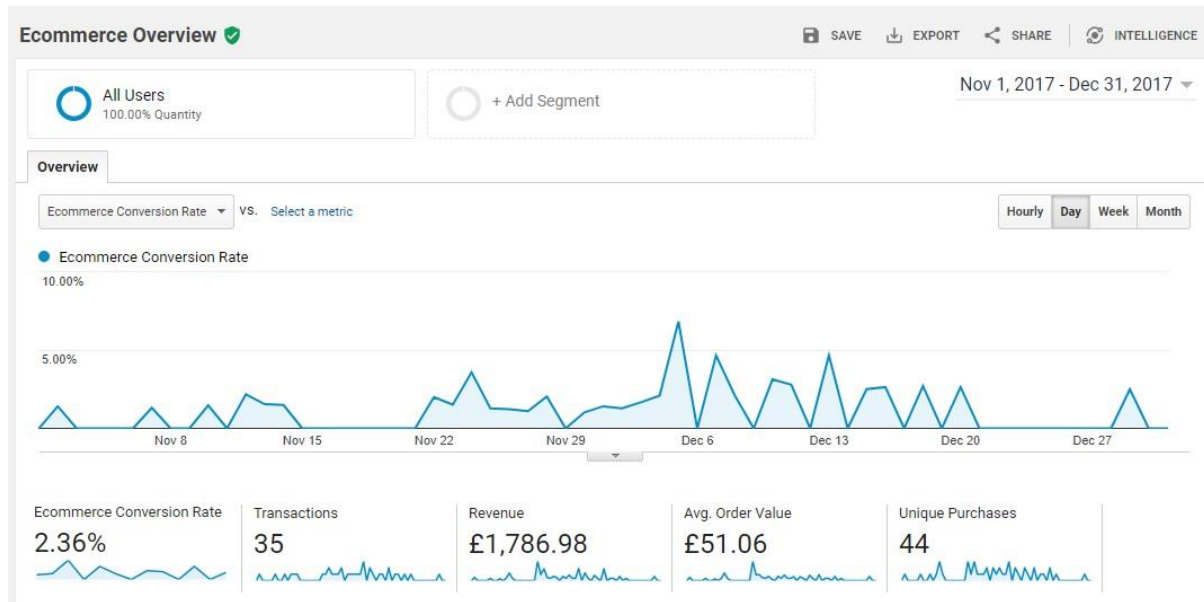 Ecommerce Overview
SAVE EXPORT SHARE INTELLIGENCE
All Users
100.00% Quantity
+ Add Segment
Nov 1, 2017 - Dec 31, 2017
Overview
Ecommerce Conversion Rate VS. Select a metric
Hourly Day Week Month
Ecommerce Conversion Rate
10.00%
5.00%
Nov 8 Nov 15 Nov 22 Nov 29 Dec 6 Dec 13 Dec 20 Dec 27
Ecommerce Conversion Rate Transactions Revenue Avg. Order Value Unique Purchases
2.36% 35 £1,786.98 £51.06 44